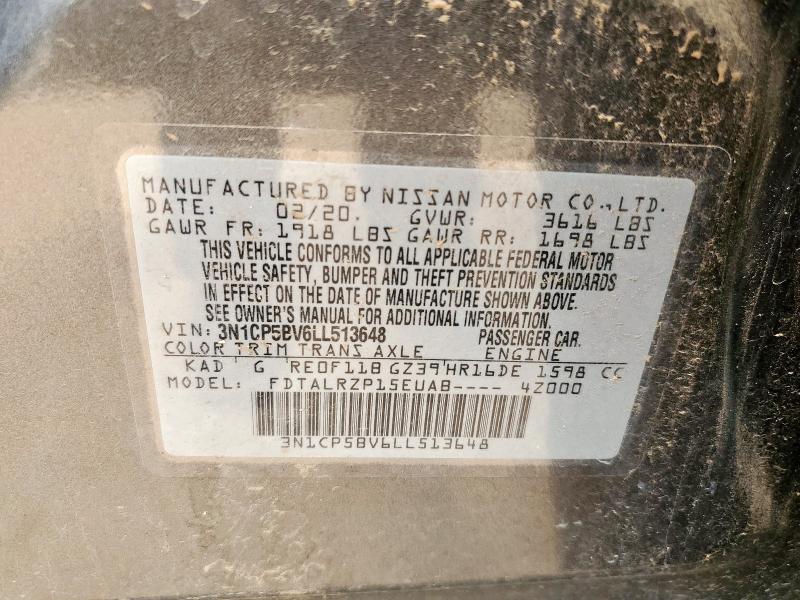 MANUFACTURED BY NISSAN MOTOR CO., LTD.
DATE: 02/20. GVWR: 3616 LBS
GAWR FR: 1918 LBS GAWR RR: 1698 LBS
THIS VEHICLE CONFORMS TO ALL APPLICABLE FEDERAL MOTOR
VEHICLE SAFETY, BUMPER AND THEFT PREVENTION STANDARDS
IN EFFECT ON THE DATE OF MANUFACTURE SHOWN ABOVE.
SEE OWNER'S MANUAL FOR ADDITIONAL INFORMATION.
VIN: 3N1CP5BV6LL513648 PASSENGER CAR.
COLOR TRIM TRANS AXLE ENGINE
KAD G RE0F11B GZ39 HR16DE 1598 CC
MODEL: FDTALRZP15EUAB---- 4Z000
3N1CP5BV6LL513648